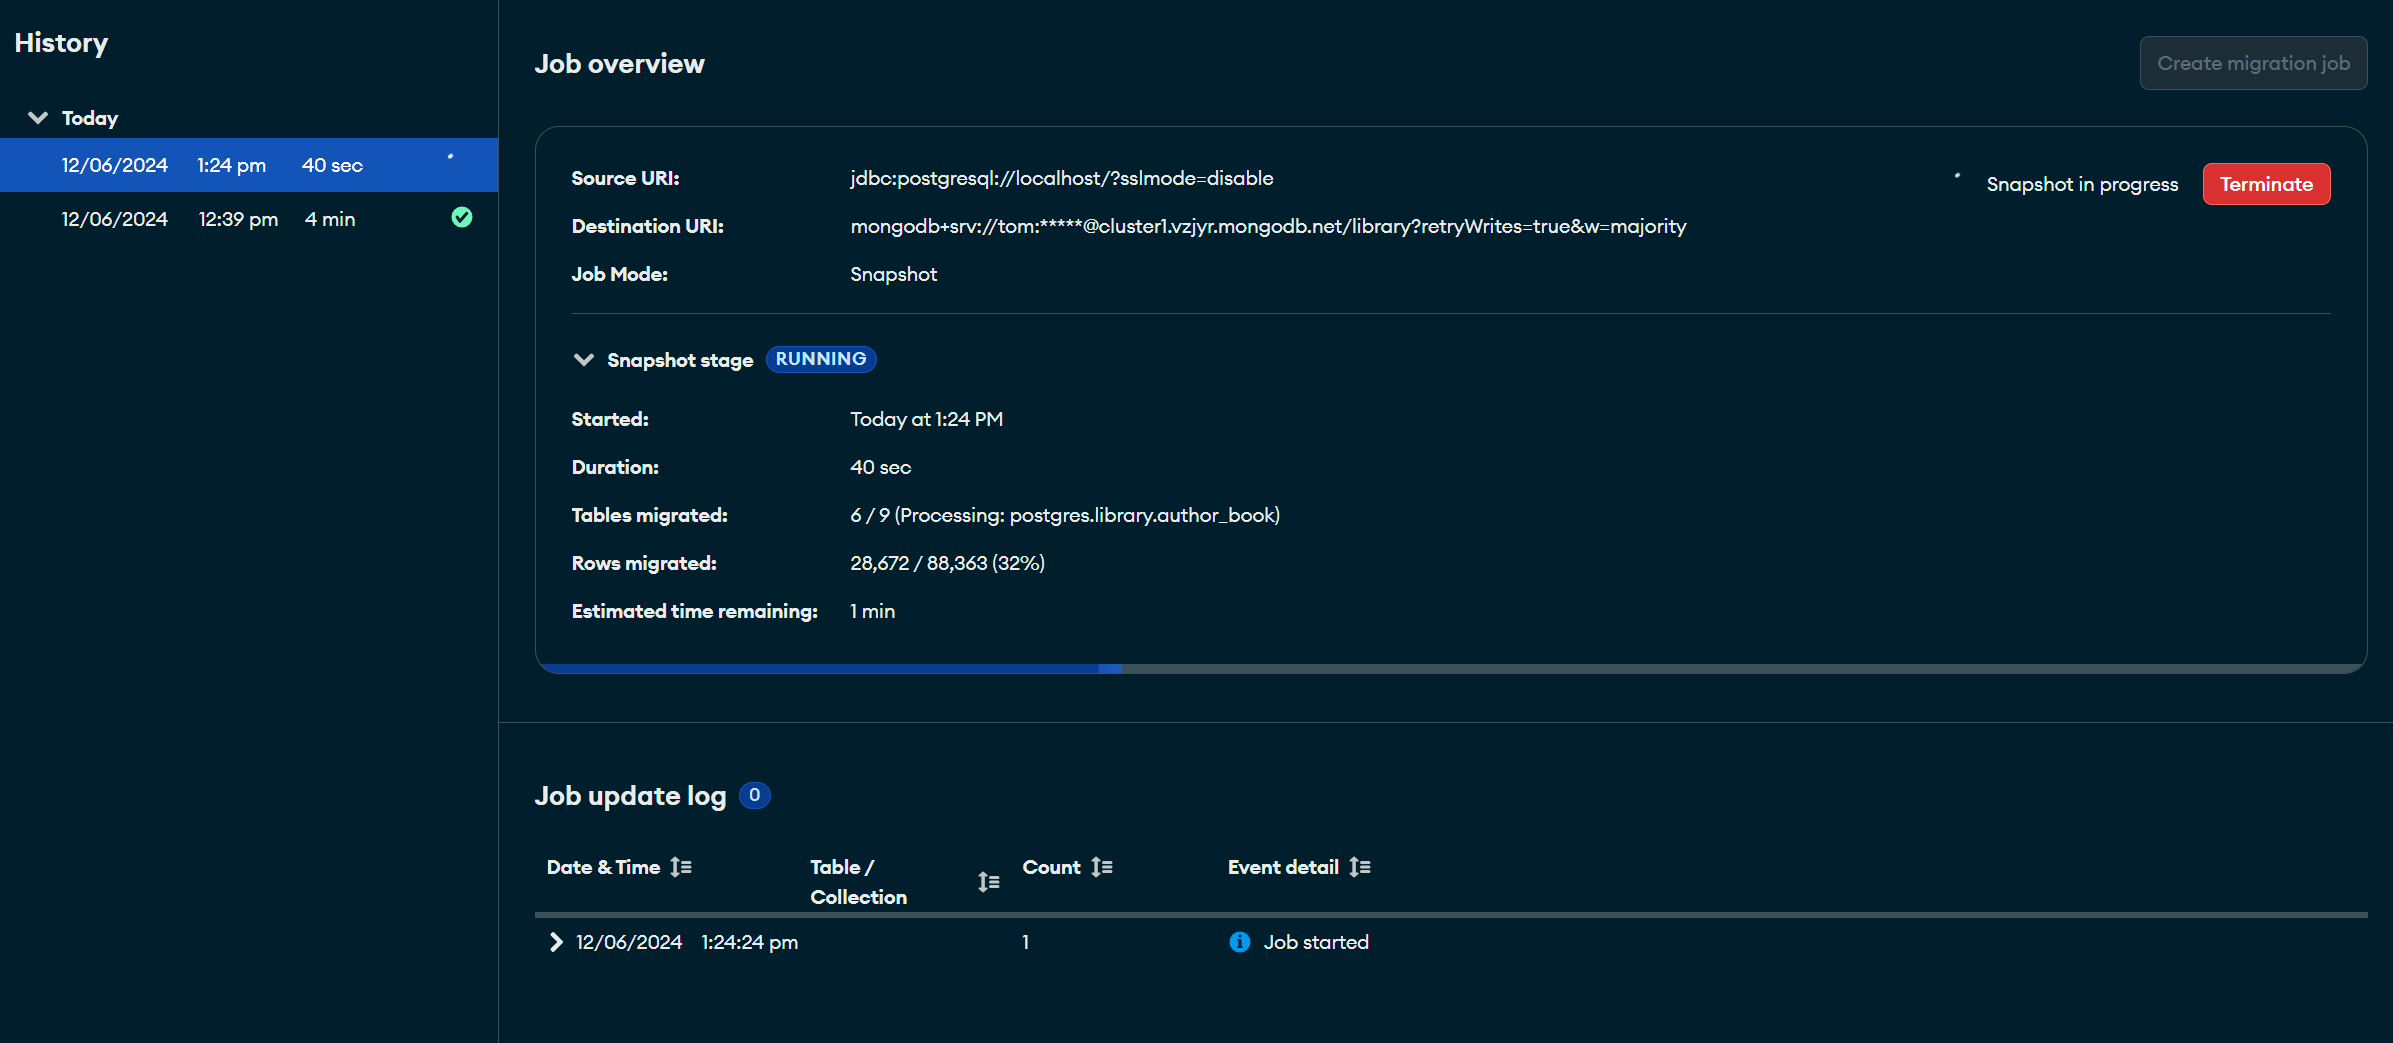 History
Today
12/06/2024 1:24 pm 40 sec
12/06/2024 12:39 pm 4 min
Job overview
Create migration job
Source URI: jdbc:postgresql://localhost/?sslmode=disable
Snapshot in progress
Terminate
Destination URI: mongodb+srv://tom:*****@cluster1.vzjyr.mongodb.net/library?retryWrites=true&w=majority
Job Mode: Snapshot
Snapshot stage RUNNING
Started: Today at 1:24 PM
Duration: 40 sec
Tables migrated: 6 / 9 (Processing: postgres.library.author_book)
Rows migrated: 28,672 / 88,363 (32%)
Estimated time remaining: 1 min
Job update log 0
Date & Time Table / Count Event detail
Collection
12/06/2024 1:24:24 pm 1 Job started